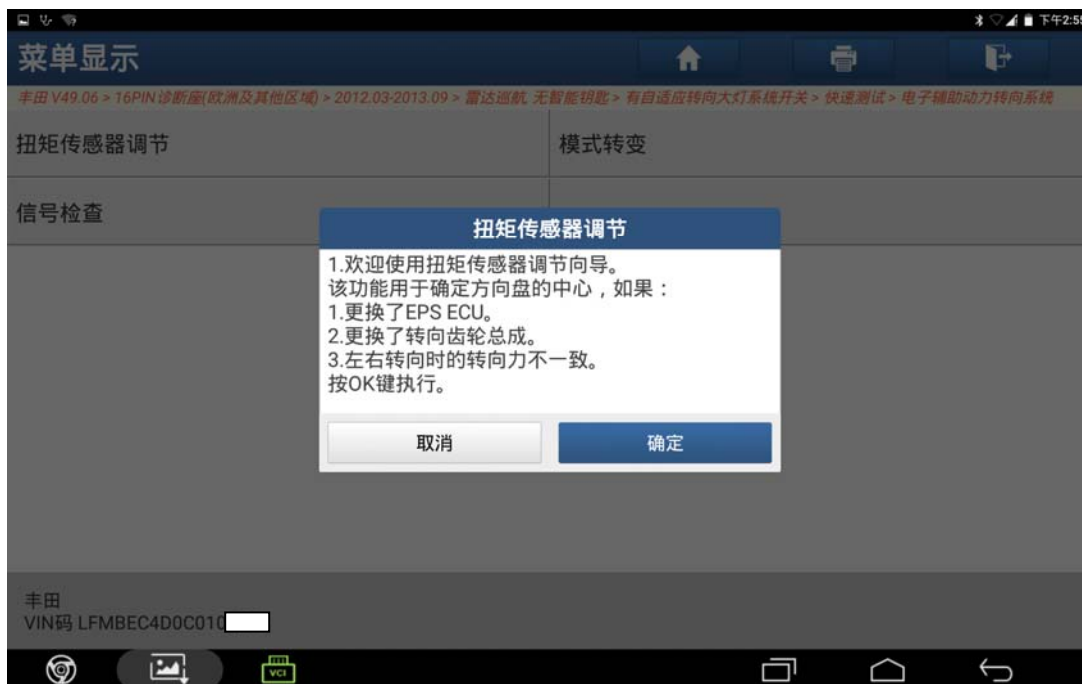 下午2:55
菜单显示
丰田 V49.06 > 16PIN诊断座(欧洲及其他区域) > 2012.03-2013.09 > 雷达巡航, 无智能钥匙 > 有自适应转向大灯系统开关 > 快速测试 > 电子辅助动力转向系统
扭矩传感器调节
模式转变
信号检查
扭矩传感器调节
1.欢迎使用扭矩传感器调节向导。
该功能用于确定方向盘的中心，如果：
1.更换了EPS ECU。
2.更换了转向齿轮总成。
3.左右转向时的转向力不一致。
按OK键执行。
取消
确定
丰田
VIN码 LFMBEC4D0C010
VCI